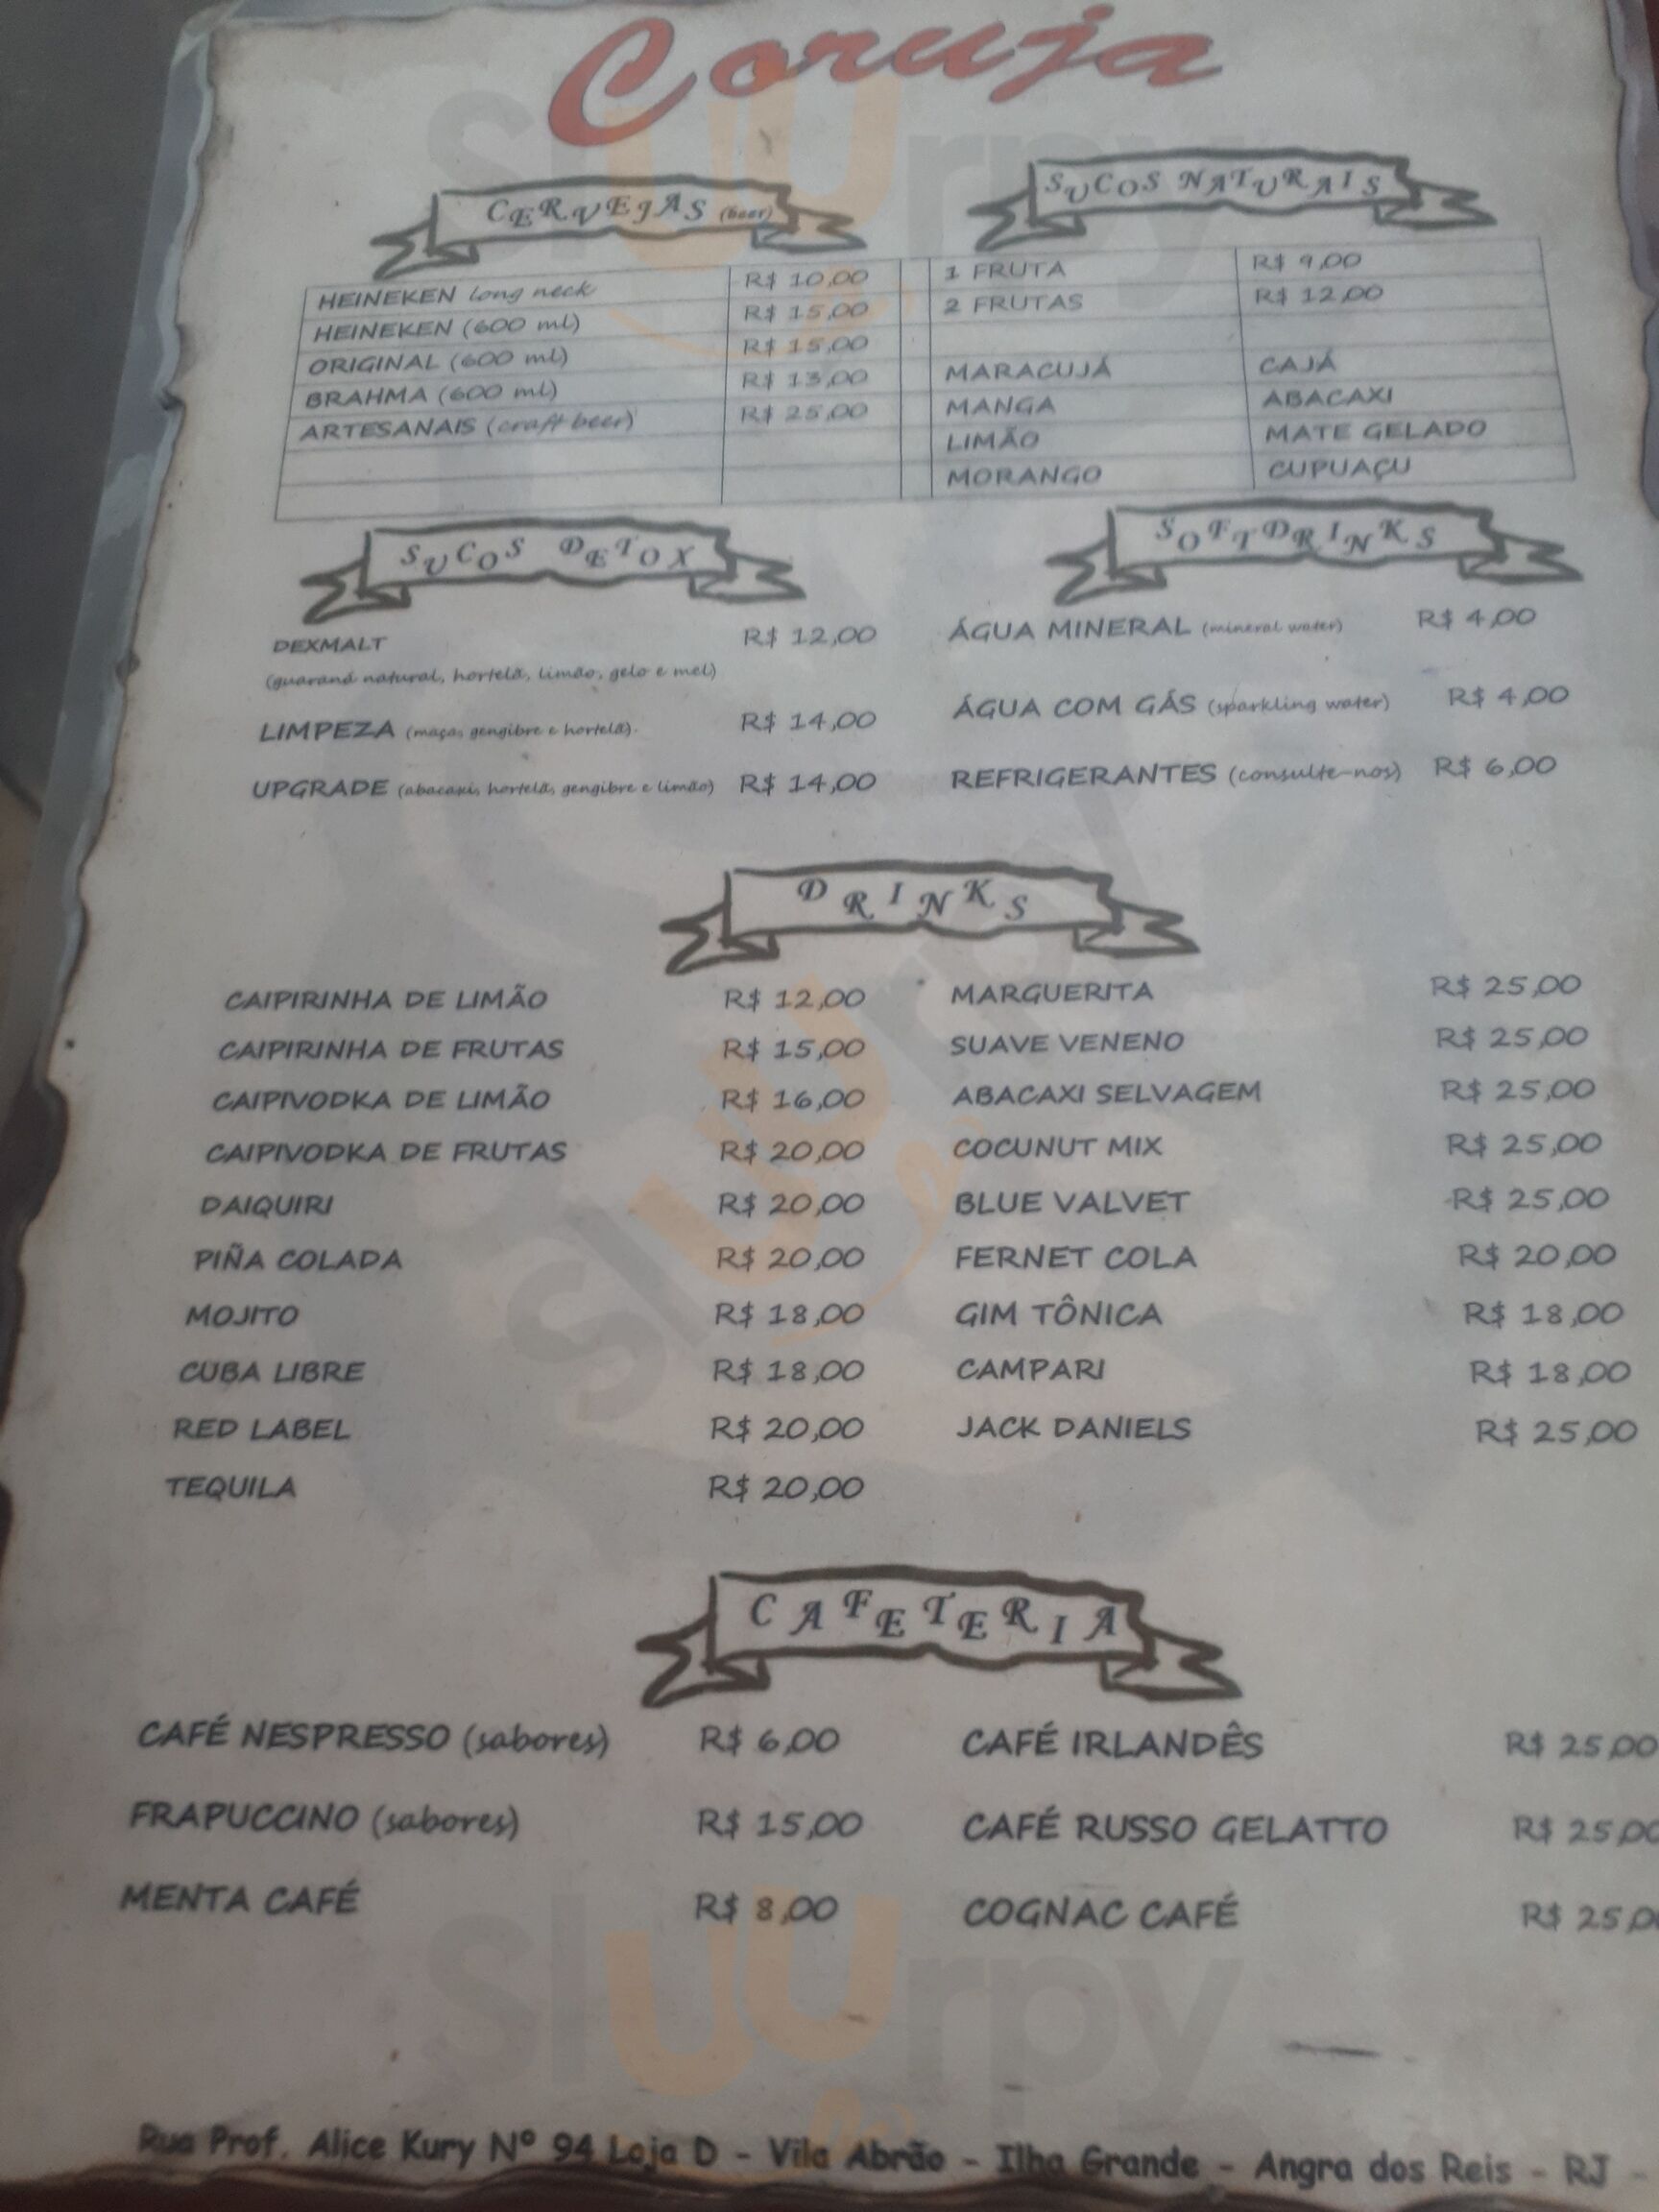 Coruja
CERVEJAS (beer)
HEINEKEN long neck R$ 10,00
HEINEKEN (600 ml) R$ 15,00
ORIGINAL (600 ml) R$ 15,00
BRAHMA (600 ml) R$ 13,00
ARTESANAIS (craft beer) R$ 25,00
SUCOS NATURAIS
1 FRUTA R$ 9,00
2 FRUTAS R$ 12,00
MARACUJÁ CAJÁ
MANGA ABACAXI
LIMÃO MATE GELADO
MORANGO CUPUAÇU
SUCOS DETOX
DEXMALT R$ 12,00
(guaraná natural, hortelã, limão, gelo e mel)
LIMPEZA (maça, gengibre e hortelã). R$ 14,00
UPGRADE (abacaxi, hortelã, gengibre e limão) R$ 14,00
SOFTDRINKS
ÁGUA MINERAL (mineral water) R$ 4,00
ÁGUA COM GÁS (sparkling water) R$ 4,00
REFRIGERANTES (consulte-nos) R$ 6,00
DRINKS
CAIPIRINHA DE LIMÃO R$ 12,00
CAIPIRINHA DE FRUTAS R$ 15,00
CAIPIVODKA DE LIMÃO R$ 16,00
CAIPIVODKA DE FRUTAS R$ 20,00
DAIQUIRI R$ 20,00
PIÑA COLADA R$ 20,00
MOJITO R$ 18,00
CUBA LIBRE R$ 18,00
RED LABEL R$ 20,00
TEQUILA R$ 20,00
MARGUERITA R$ 25,00
SUAVE VENENO R$ 25,00
ABACAXI SELVAGEM R$ 25,00
COCUNUT MIX R$ 25,00
BLUE VALVET R$ 25,00
FERNET COLA R$ 20,00
GIM TÔNICA R$ 18,00
CAMPARI R$ 18,00
JACK DANIELS R$ 25,00
CAFETERIA
CAFÉ NESPRESSO (sabores) R$ 6,00
FRAPUCCINO (sabores) R$ 15,00
MENTA CAFÉ R$ 8,00
CAFÉ IRLANDÊS R$ 25,00
CAFÉ RUSSO GELATTO R$ 25,00
COGNAC CAFÉ R$ 25,0
Rua Prof. Alice Kury Nº 94 Loja D - Vila Abrão - Ilha Grande - Angra dos Reis - RJ -
sluurpy
sluurpy
sluurpy